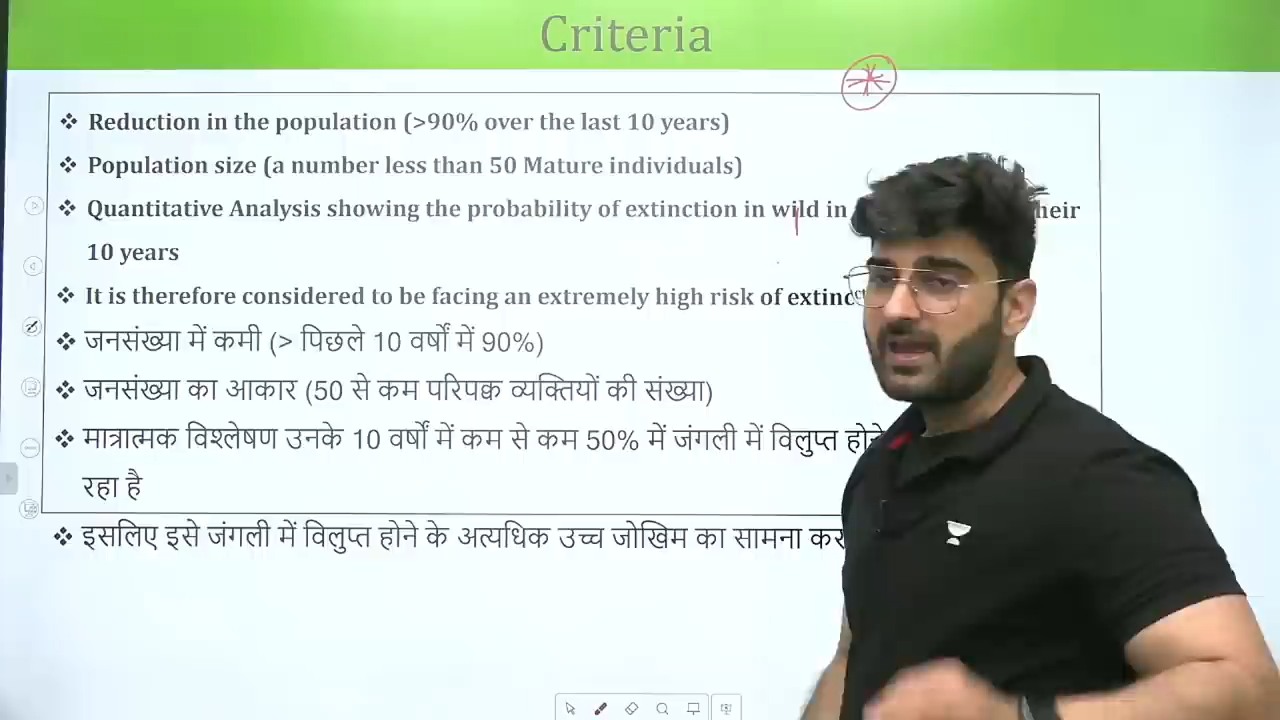 Criteria
❖ Reduction in the population (>90% over the last 10 years)
❖ Population size (a number less than 50 Mature individuals)
❖ Quantitative Analysis showing the probability of extinction in wild in
10 years
❖ It is therefore considered to be facing an extremely high risk of
❖ जनसंख्या में कमी (> पिछले 10 वर्षों में 90%)
❖ जनसंख्या का आकार (50 से कम परिपक्व व्यक्तियों की संख्या)
❖ मात्रात्मक विश्लेषण उनके 10 वर्षों में कम से कम 50% में जंगली में विलुप्त
रहा है
❖ इसलिए इसे जंगली में विलुप्त होने के अत्यधिक उच्च जोखिम का सामना कर